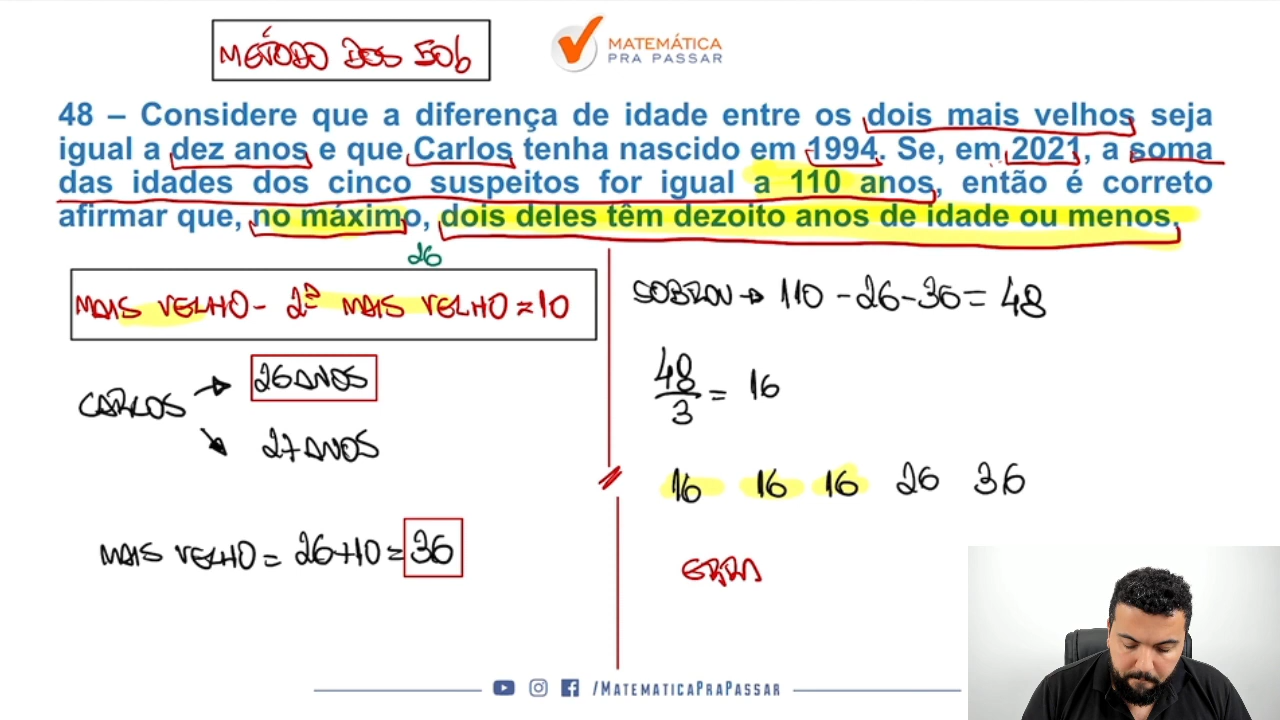 MÉTODO DOS 50b
MATEMÁTICA
PRA PASSAR
48 – Considere que a diferença de idade entre os dois mais velhos seja
igual a dez anos e que Carlos tenha nascido em 1994. Se, em 2021, a soma
das idades dos cinco suspeitos for igual a 110 anos, então é correto
afirmar que, no máximo, dois deles têm dezoito anos de idade ou menos.
26
MAIS VELHO - 2º MAIS VELHO = 10
CARLOS → 26 ANOS
↘ 27 ANOS
MAIS VELHO = 26+10 = 36
SOBROU → 110 - 26 - 36 = 48
48
3
= 16
16 16 16 26 36
/MATEMATICAPRAPASSAR